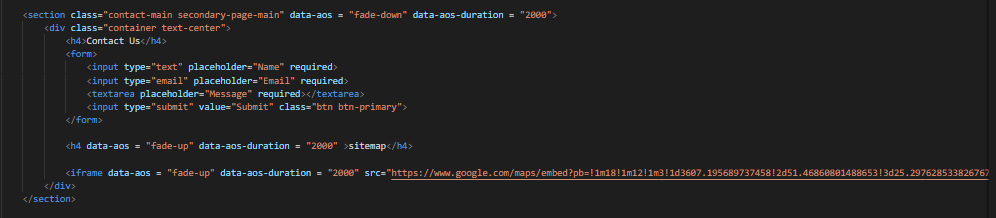 <section class="contact-main secondary-page-main" data-aos = "fade-down" data-aos-duration = "2000">
<div class="container text-center">
<h4>Contact Us</h4>
<form>
<input type="text" placeholder="Name" required>
<input type="email" placeholder="Email" required>
<textarea placeholder="Message" required></textarea>
<input type="submit" value="Submit" class="btn btn-primary">
</form>
<h4 data-aos = "fade-up" data-aos-duration = "2000" >sitemap</h4>
<iframe data-aos = "fade-up" data-aos-duration = "2000" src="https://www.google.com/maps/embed?pb=!1m18!1m12!1m3!1d3607.195689737458!2d51.46860801488653!3d25.297628533826767
</div>
</section>